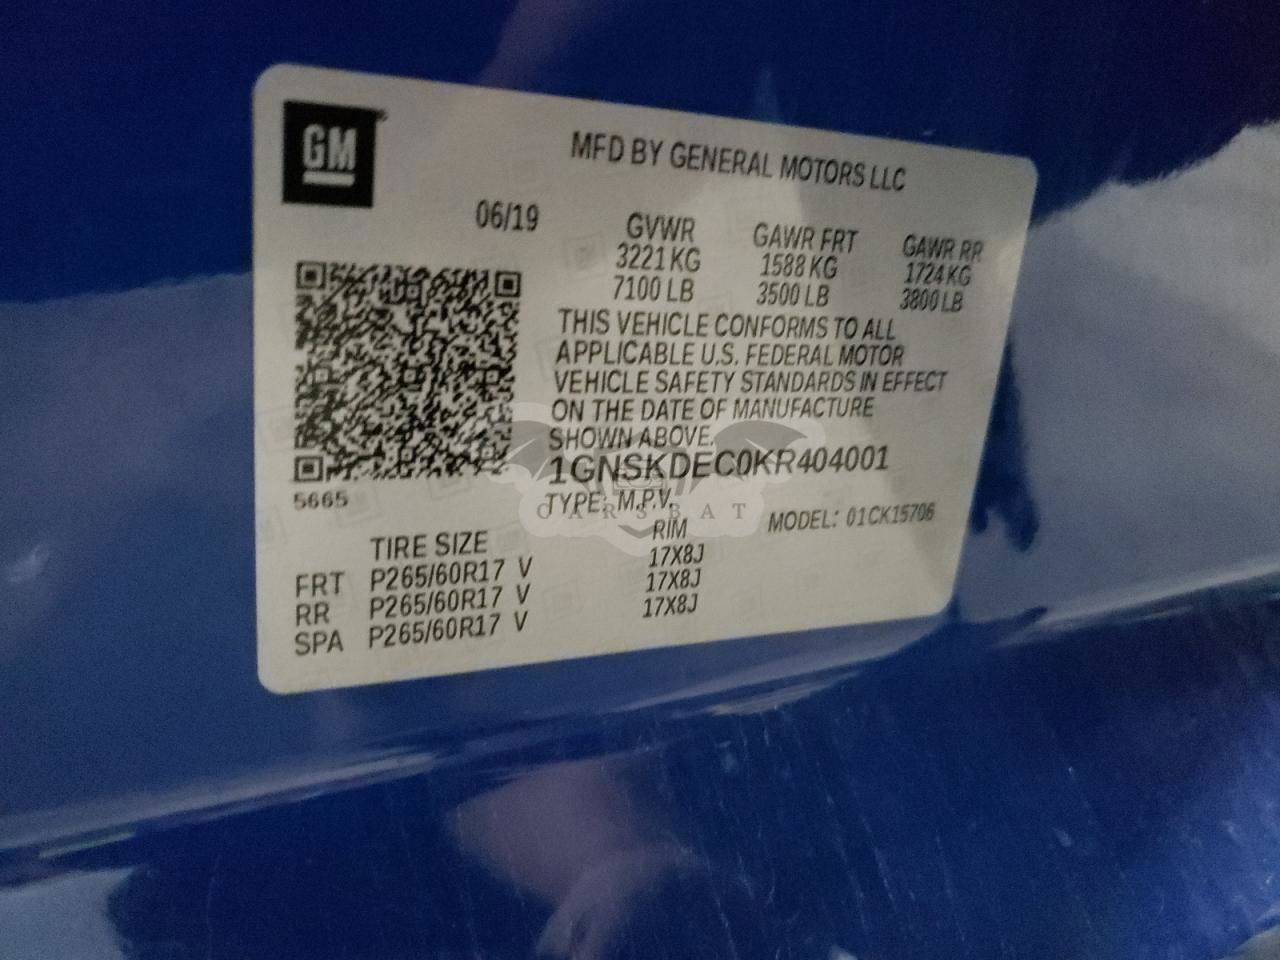 GM
MFD BY GENERAL MOTORS LLC
06/19
GVWR GAWR FRT GAWR RR
3221 KG 1588 KG 1724 KG
7100 LB 3500 LB 3800 LB
THIS VEHICLE CONFORMS TO ALL
APPLICABLE U.S. FEDERAL MOTOR
VEHICLE SAFETY STANDARDS IN EFFECT
ON THE DATE OF MANUFACTURE
SHOWN ABOVE.
1GNSKDEC0KR404001
5665
TYPE: M.P.V. MODEL: 01CK15706
CARSBAT
TIRE SIZE RIM
FRT P265/60R17 V 17X8J
RR P265/60R17 V 17X8J
SPA P265/60R17 V 17X8J